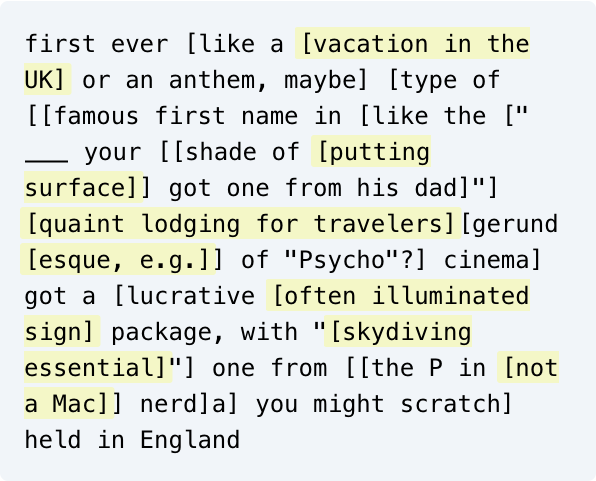 first ever [like a [vacation in the
UK] or an anthem, maybe] [type of
[[famous first name in [like the ["
___ your [[shade of [putting
surface]] got one from his dad]"]
[quaint lodging for travelers][gerund
[esque, e.g.]] of "Psycho"?] cinema]
got a [lucrative [often illuminated
sign] package, with "[skydiving
essential]"] one from [[the P in [not
a Mac]] nerd]a] you might scratch]
held in England